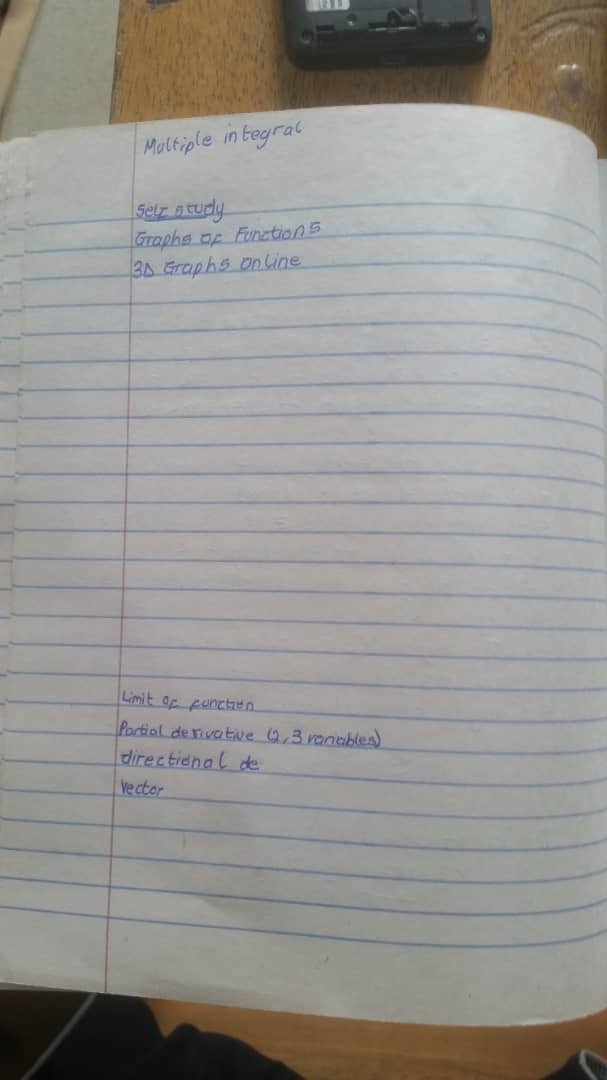 Multiple integral
Self study
Graphs of Functions
3D Graphs online
Limit of function
Partial derivative (2,3 variables)
directional de
vector